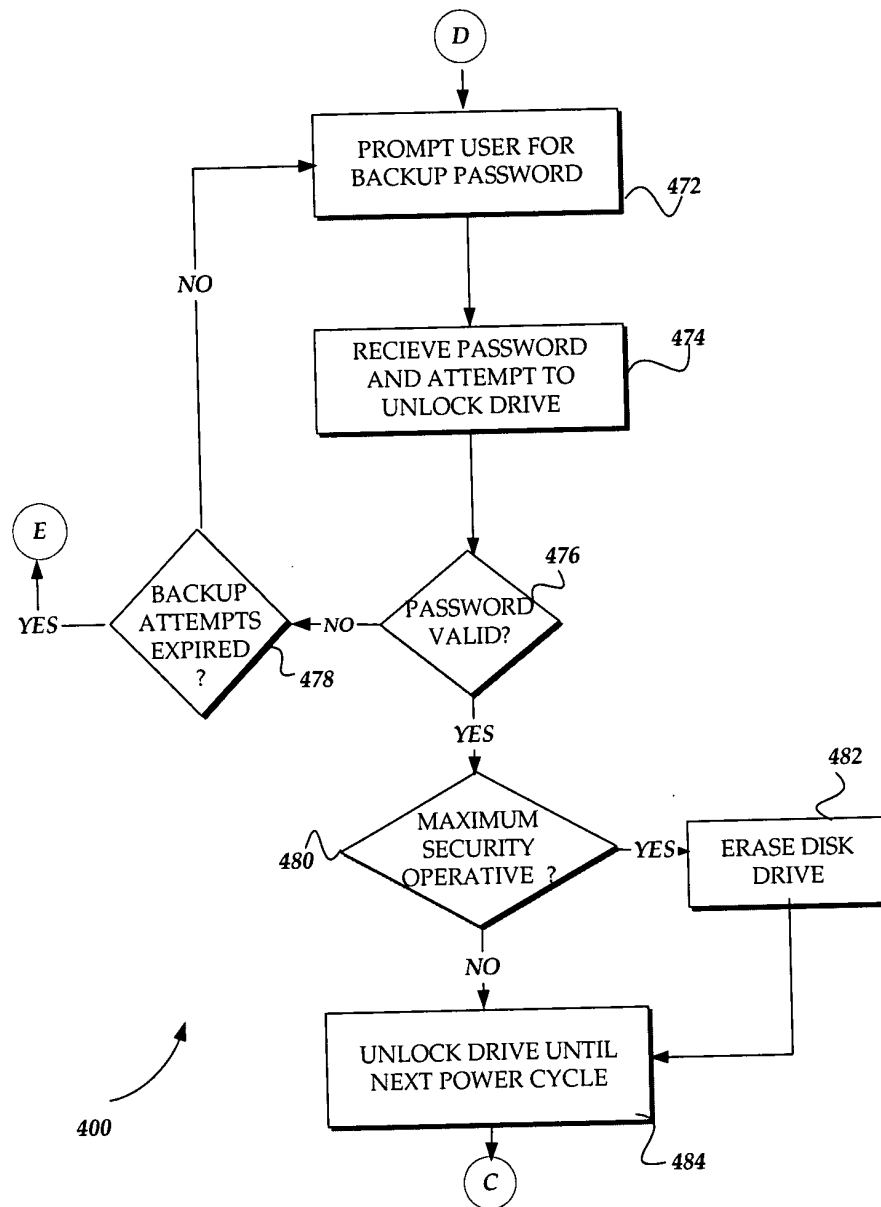 D
PROMPT USER FOR
BACKUP PASSWORD
472
NO
RECIEVE PASSWORD
AND ATTEMPT TO
UNLOCK DRIVE
474
E
YES
BACKUP
ATTEMPTS
EXPIRED
?
478
NO
PASSWORD
VALID?
476
YES
MAXIMUM
SECURITY
OPERATIVE ?
480
YES
482
ERASE DISK
DRIVE
NO
UNLOCK DRIVE UNTIL
NEXT POWER CYCLE
484
400
C